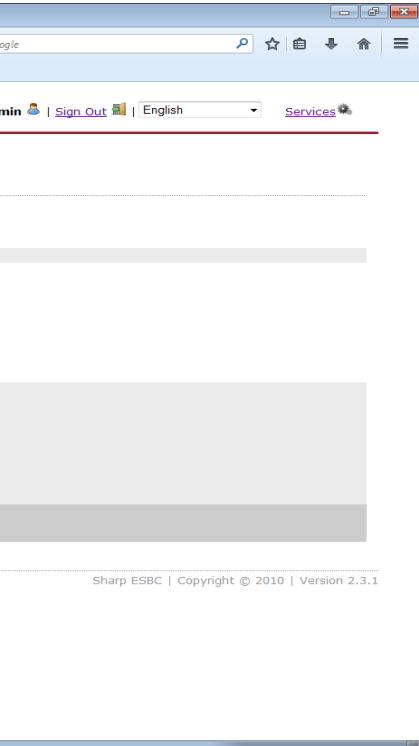 ogle
min | Sign Out | English Services
Sharp ESBC | Copyright © 2010 | Version 2.3.1